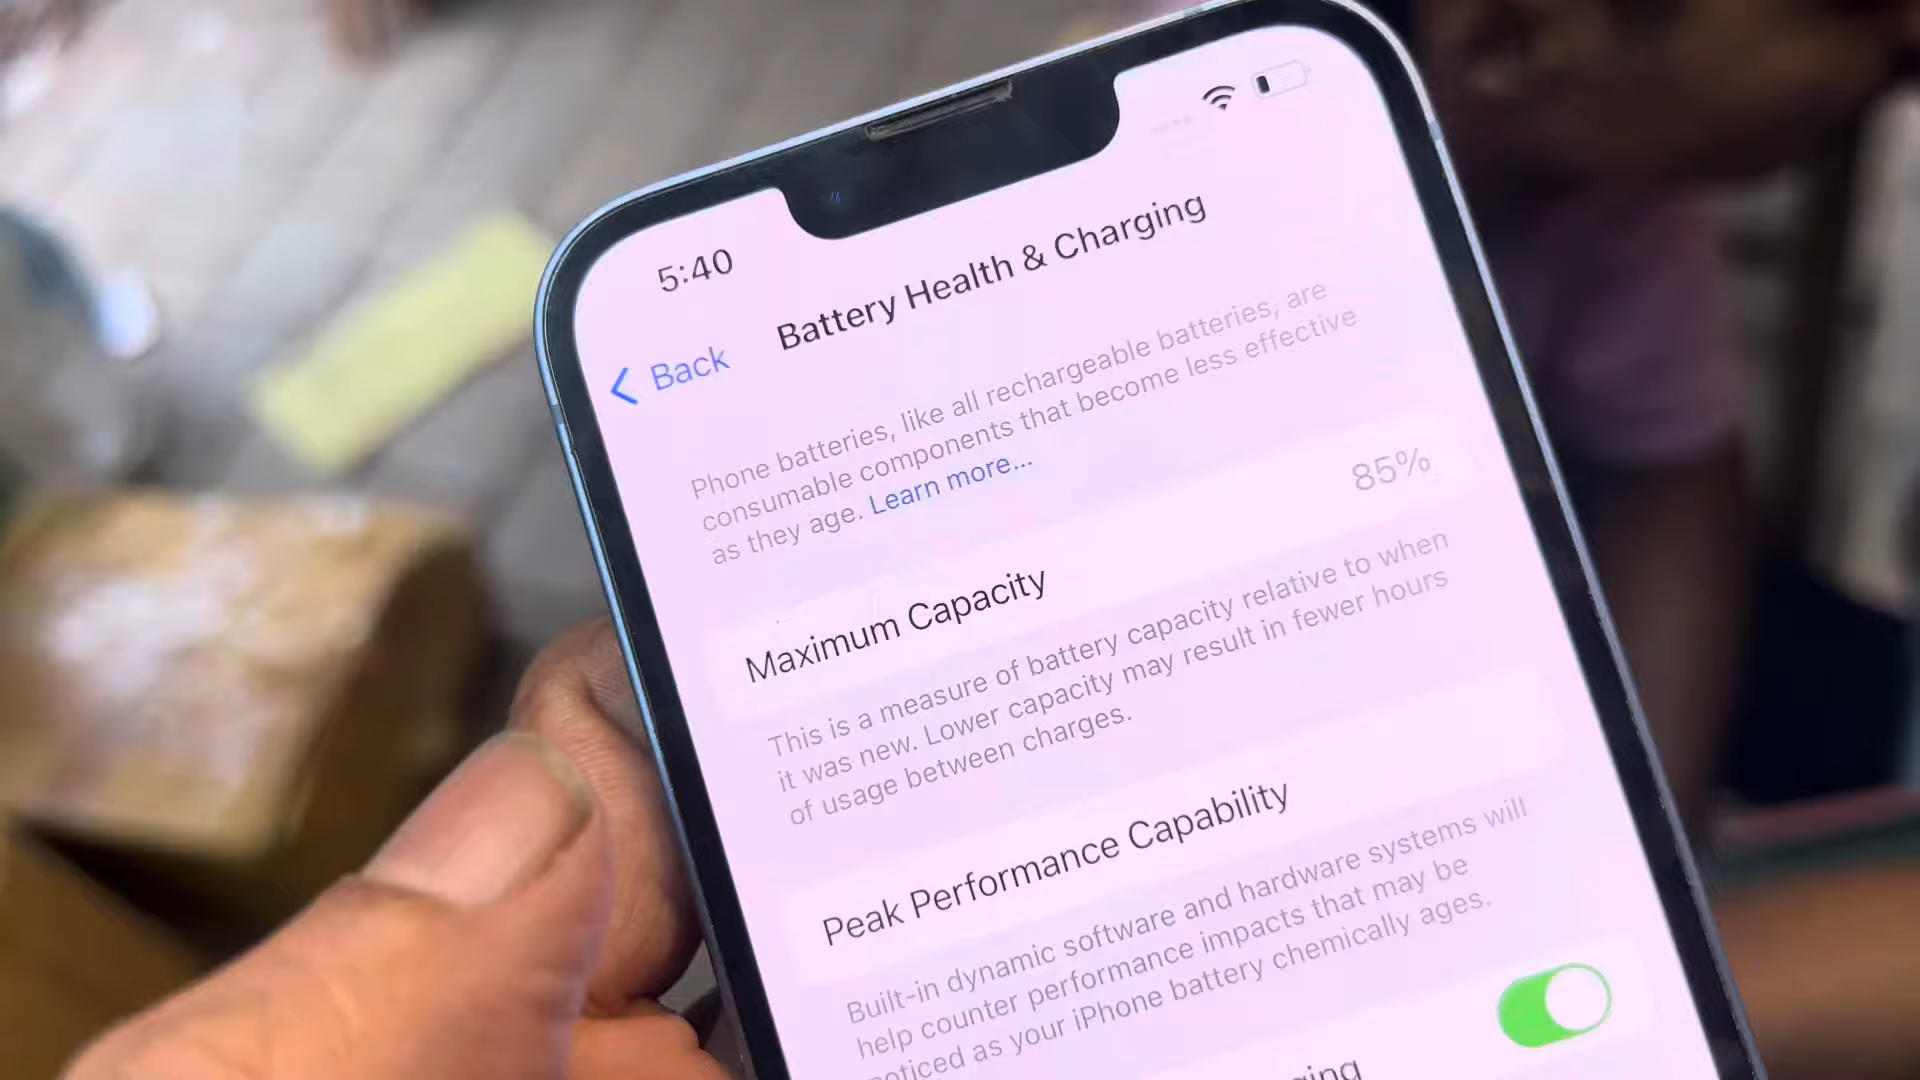 5:40
Back
Battery Health & Charging
Phone batteries, like all rechargeable batteries, are
consumable components that become less effective
as they age. Learn more...
Maximum Capacity
85%
This is a measure of battery capacity relative to when
it was new. Lower capacity may result in fewer hours
of usage between charges.
Peak Performance Capability
Built-in dynamic software and hardware systems will
help counter performance impacts that may be
noticed as your iPhone battery chemically ages.